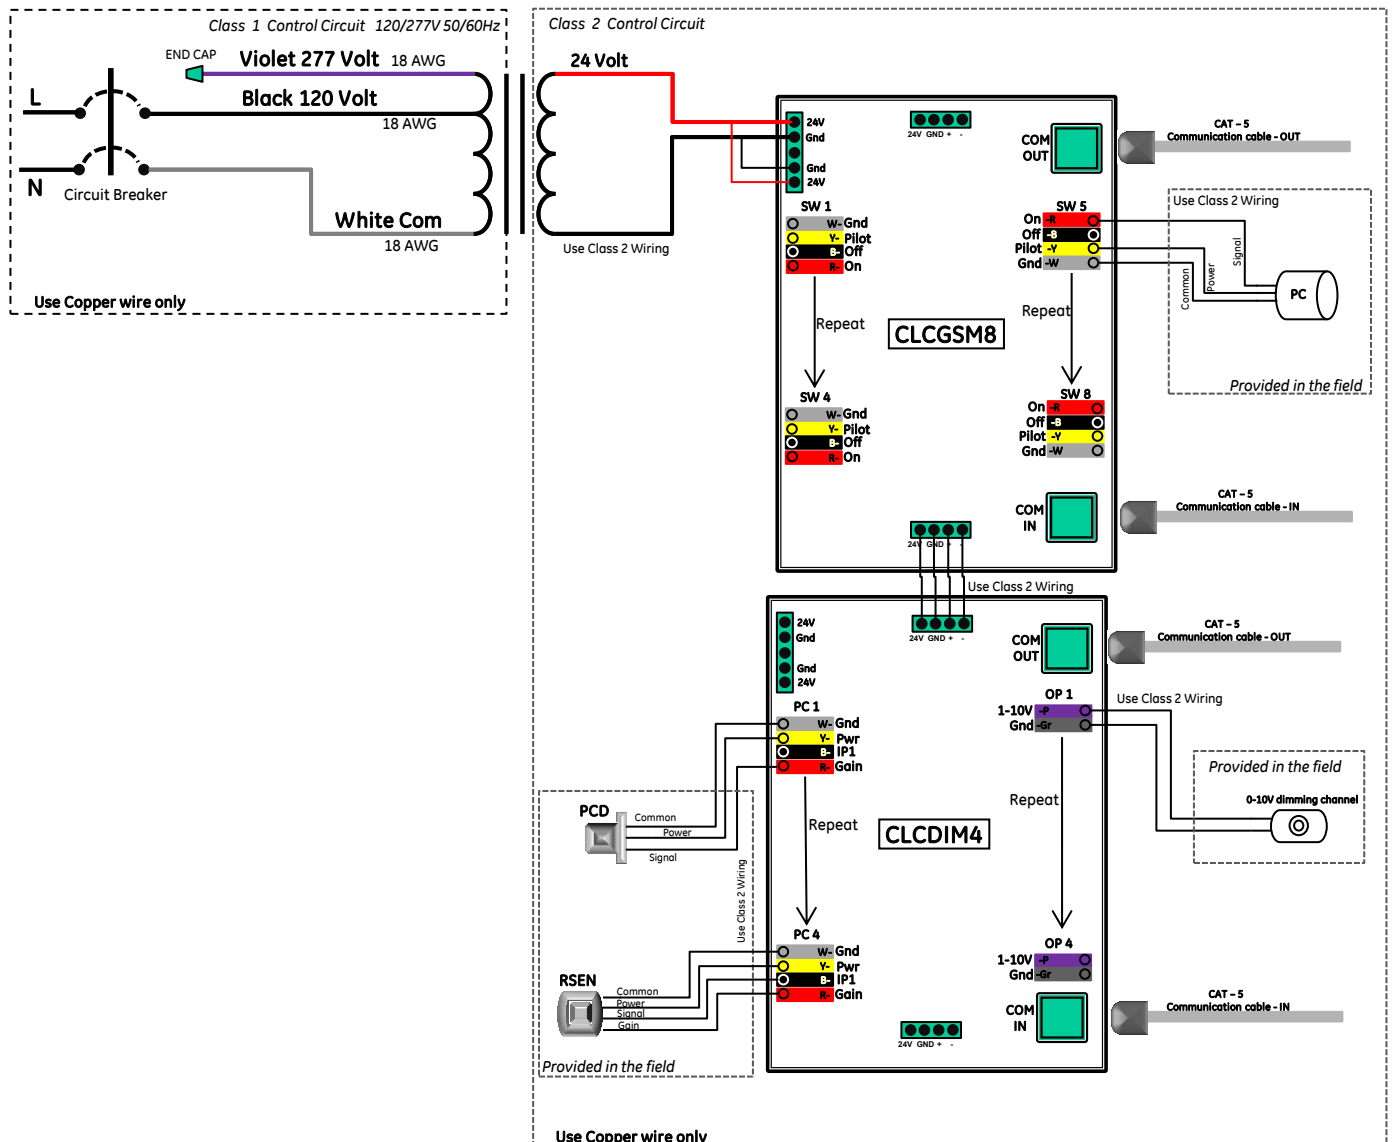 Class 1 Control Circuit 120/277V 50/60Hz
END CAP
Violet 277 Volt 18 AWG
L
Black 120 Volt
18 AWG
N
Circuit Breaker
White Com
18 AWG
Use Copper wire only
Class 2 Control Circuit
24 Volt
Use Class 2 Wiring
24V
Gnd
Gnd
24V
24V GND + -
COM
OUT
CAT – 5
Communication cable - OUT
SW 1
W- Gnd
Y- Pilot
B- Off
R- On
Repeat
SW 4
W- Gnd
Y- Pilot
B- Off
R- On
CLCGSM8
SW 5
On -R
Off -B
Pilot -Y
Gnd -W
Repeat
SW 8
On -R
Off -B
Pilot -Y
Gnd -W
Use Class 2 Wiring
Signal
Power
Common
PC
Provided in the field
COM
IN
CAT – 5
Communication cable - IN
24V GND + -
Use Class 2 Wiring
24V GND + -
24V
Gnd
Gnd
24V
COM
OUT
CAT – 5
Communication cable - OUT
PC 1
W- Gnd
Y- Pwr
B- IP1
R- Gain
Repeat
CLCDIM4
OP 1
1-10V -P
Gnd -Gr
Use Class 2 Wiring
Repeat
Provided in the field
0-10V dimming channel
PCD
Common
Power
Signal
Use Class 2 Wiring
PC 4
W- Gnd
Y- Pwr
B- IP1
R- Gain
RSEN
Common
Power
Signal
Gain
Provided in the field
OP 4
1-10V -P
Gnd -Gr
COM
IN
CAT – 5
Communication cable - IN
24V GND + -
Use Copper wire only